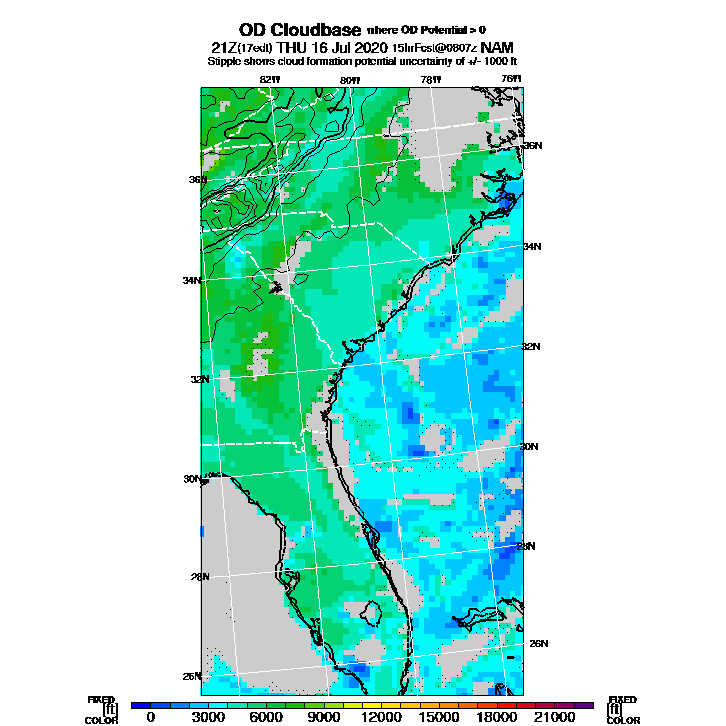 OD Cloudbase where OD Potential > 0
21Z(17edt) THU 16 Jul 2020 15hrFcst@0807z NAM
Stipple shows cloud formation potential uncertainty of +/- 1000 ft
82W 80W 78W 76W
36N
36N
34N
34N
32N
32N
30N
30N
28N
28N
26N
26N
FIXED [ft] COLOR
0 3000 6000 9000 12000 15000 18000 21000
FIXED [ft] COLOR